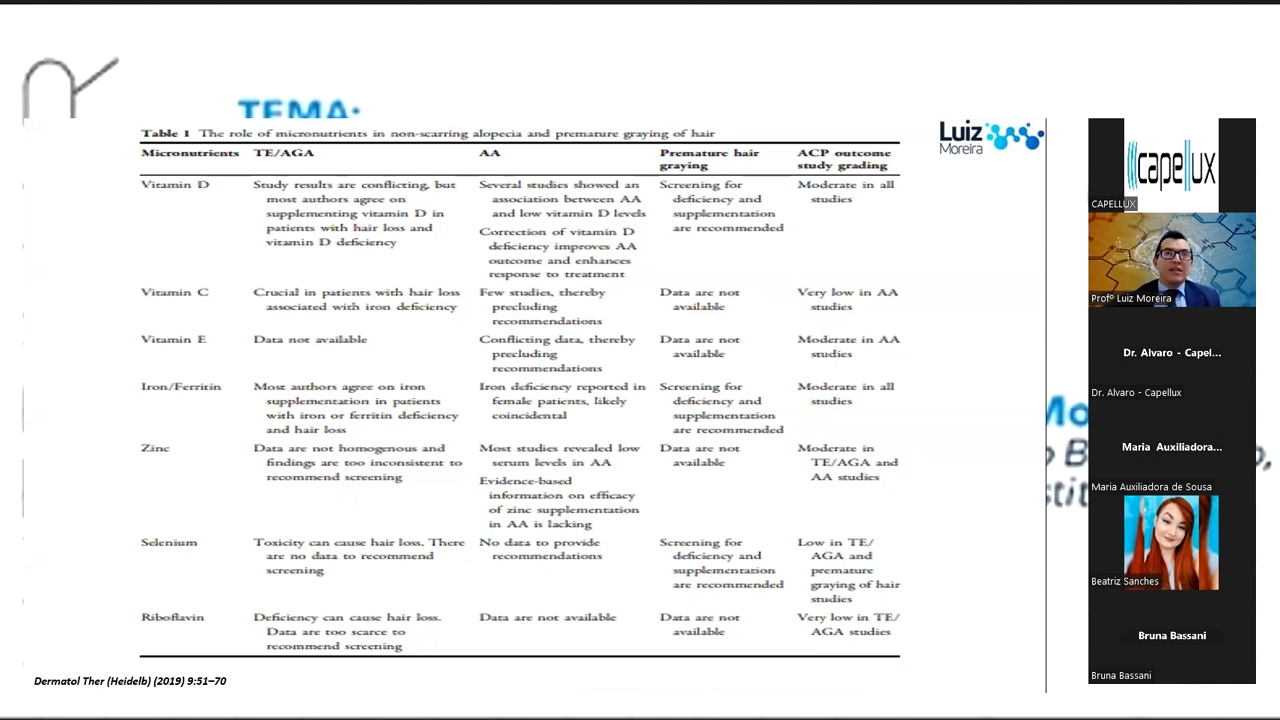 TEMA:
Table 1 The role of micronutrients in non-scarring alopecia and premature graying of hair
Micronutrients TE/AGA AA Premature hair graying ACP outcome study grading
Vitamin D
Study results are conflicting, but
most authors agree on
supplementing vitamin D in
patients with hair loss and
vitamin D deficiency
Several studies showed an
association between AA
and low vitamin D levels
Correction of vitamin D
deficiency improves AA
outcome and enhances
response to treatment
Screening for
deficiency and
supplementation
are recommended
Moderate in all
studies
Vitamin C
Crucial in patients with hair loss
associated with iron deficiency
Few studies, thereby
precluding
recommendations
Data are not
available
Very low in AA
studies
Vitamin E
Data not available
Conflicting data, thereby
precluding
recommendations
Data are not
available
Moderate in AA
studies
Iron/Ferritin
Most authors agree on iron
supplementation in patients
with iron or ferritin deficiency
and hair loss
Iron deficiency reported in
female patients, likely
coincidental
Screening for
deficiency and
supplementation
are recommended
Moderate in all
studies
Zinc
Data are not homogenous and
findings are too inconsistent to
recommend screening
Most studies revealed low
serum levels in AA
Evidence-based
information on efficacy
of zinc supplementation
in AA is lacking
Data are not
available
Moderate in
TE/AGA and
AA studies
Selenium
Toxicity can cause hair loss. There
are no data to recommend
screening
No data to provide
recommendations
Screening for
deficiency and
supplementation
are recommended
Low in TE/
AGA and
premature
graying of hair
studies
Riboflavin
Deficiency can cause hair loss.
Data are too scarce to
recommend screening
Data are not available
Data are not
available
Very low in TE/
AGA studies
Dermatol Ther (Heidelb) (2019) 9:51–70
Luiz
Moreira
capellux
CAPELLUX
Profº Luiz Moreira
Dr. Alvaro - Capel...
Dr. Alvaro - Capellux
Maria Auxiliadora...
Maria Auxiliadora de Sousa
Beatriz Sanches
Bruna Bassani
Bruna Bassani